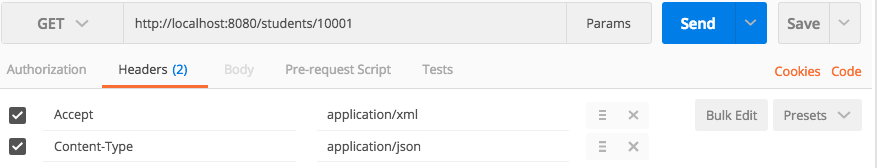 GET http://localhost:8080/students/10001 Params Send Save
Authorization Headers (2) Body Pre-request Script Tests Cookies Code
Accept application/xml Bulk Edit Presets
Content-Type application/json